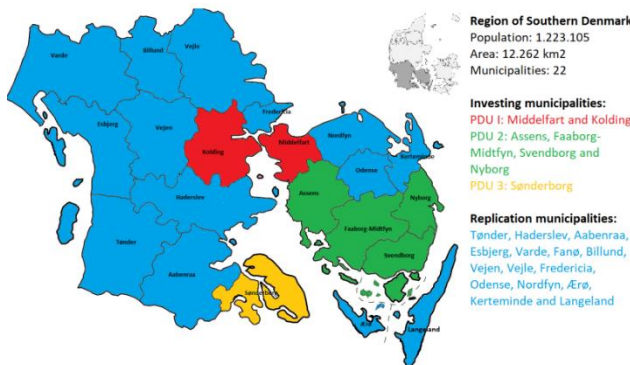 Varde
Billund
Vejle
Esbjerg
Vejen
Fredericia
Kolding
Middelfart
Nordfyn
Kerteminde
Odense
Assens
Nyborg
Haderslev
Faaborg-Midtfyn
Tønder
Aabenraa
Svendborg
Sønderborg
Ærø
Langeland
Region of Southern Denmark
Population: 1.223.105
Area: 12.262 km2
Municipalities: 22
Investing municipalities:
PDU I: Middelfart and Kolding
PDU 2: Assens, Faaborg-
Midtfyn, Svendborg and
Nyborg
PDU 3: Sønderborg
Replication municipalities:
Tønder, Haderslev, Aabenraa,
Esbjerg, Varde, Fanø, Billund,
Vejen, Vejle, Fredericia,
Odense, Nordfyn, Ærø,
Kerteminde and Langeland